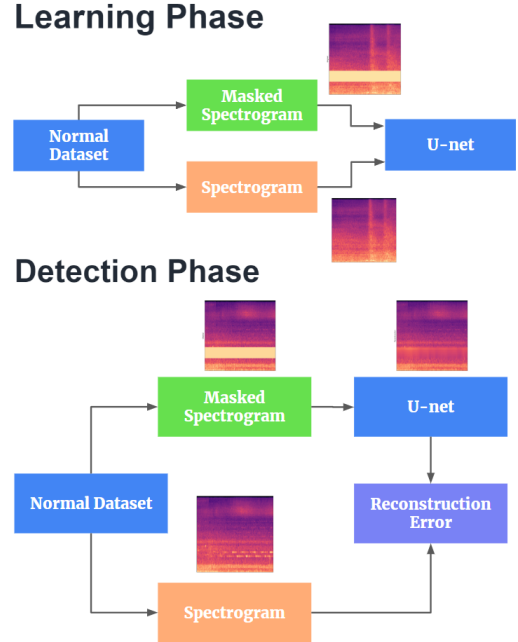 Learning Phase
Masked
Spectrogram
Normal
Dataset
U-net
Spectrogram
Detection Phase
Masked
Spectrogram
U-net
Normal Dataset
Reconstruction
Error
Spectrogram